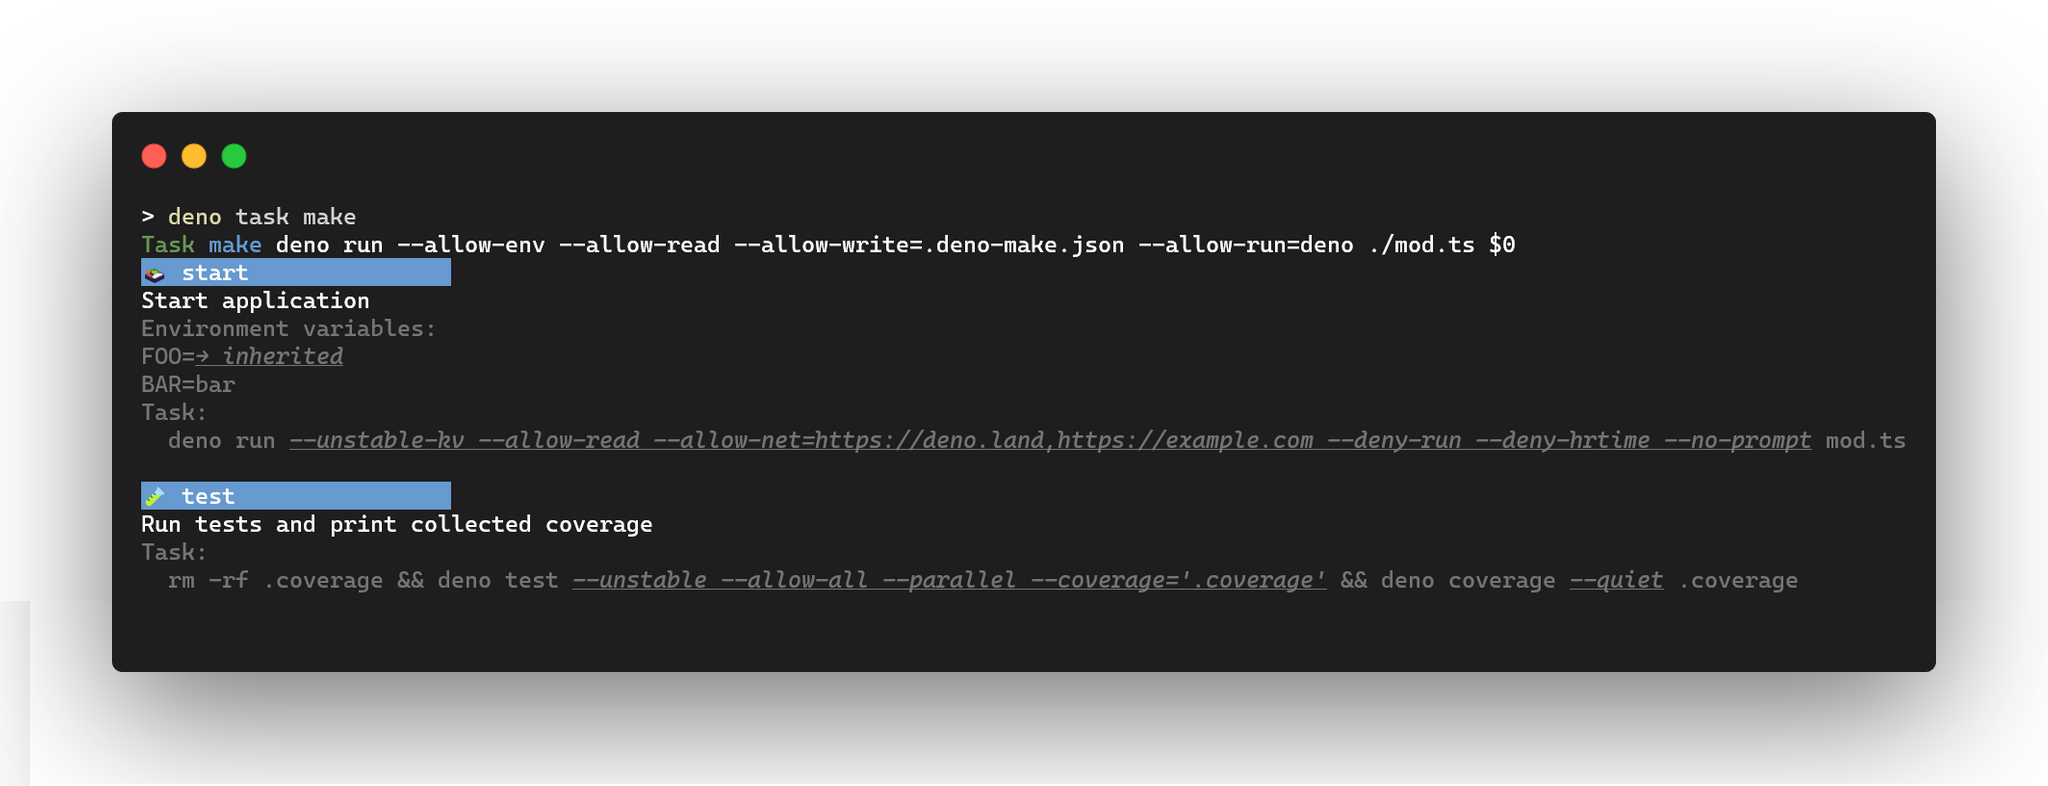 > deno task make
Task make deno run --allow-env --allow-read --allow-write=.deno-make.json --allow-run=deno ./mod.ts $0
🍱 start
Start application
Environment variables:
FOO=→ inherited
BAR=bar
Task:
  deno run --unstable-kv --allow-read --allow-net=https://deno.land,https://example.com --deny-run --deny-hrtime --no-prompt mod.ts
🧪 test
Run tests and print collected coverage
Task:
  rm -rf .coverage && deno test --unstable --allow-all --parallel --coverage='.coverage' && deno coverage --quiet .coverage